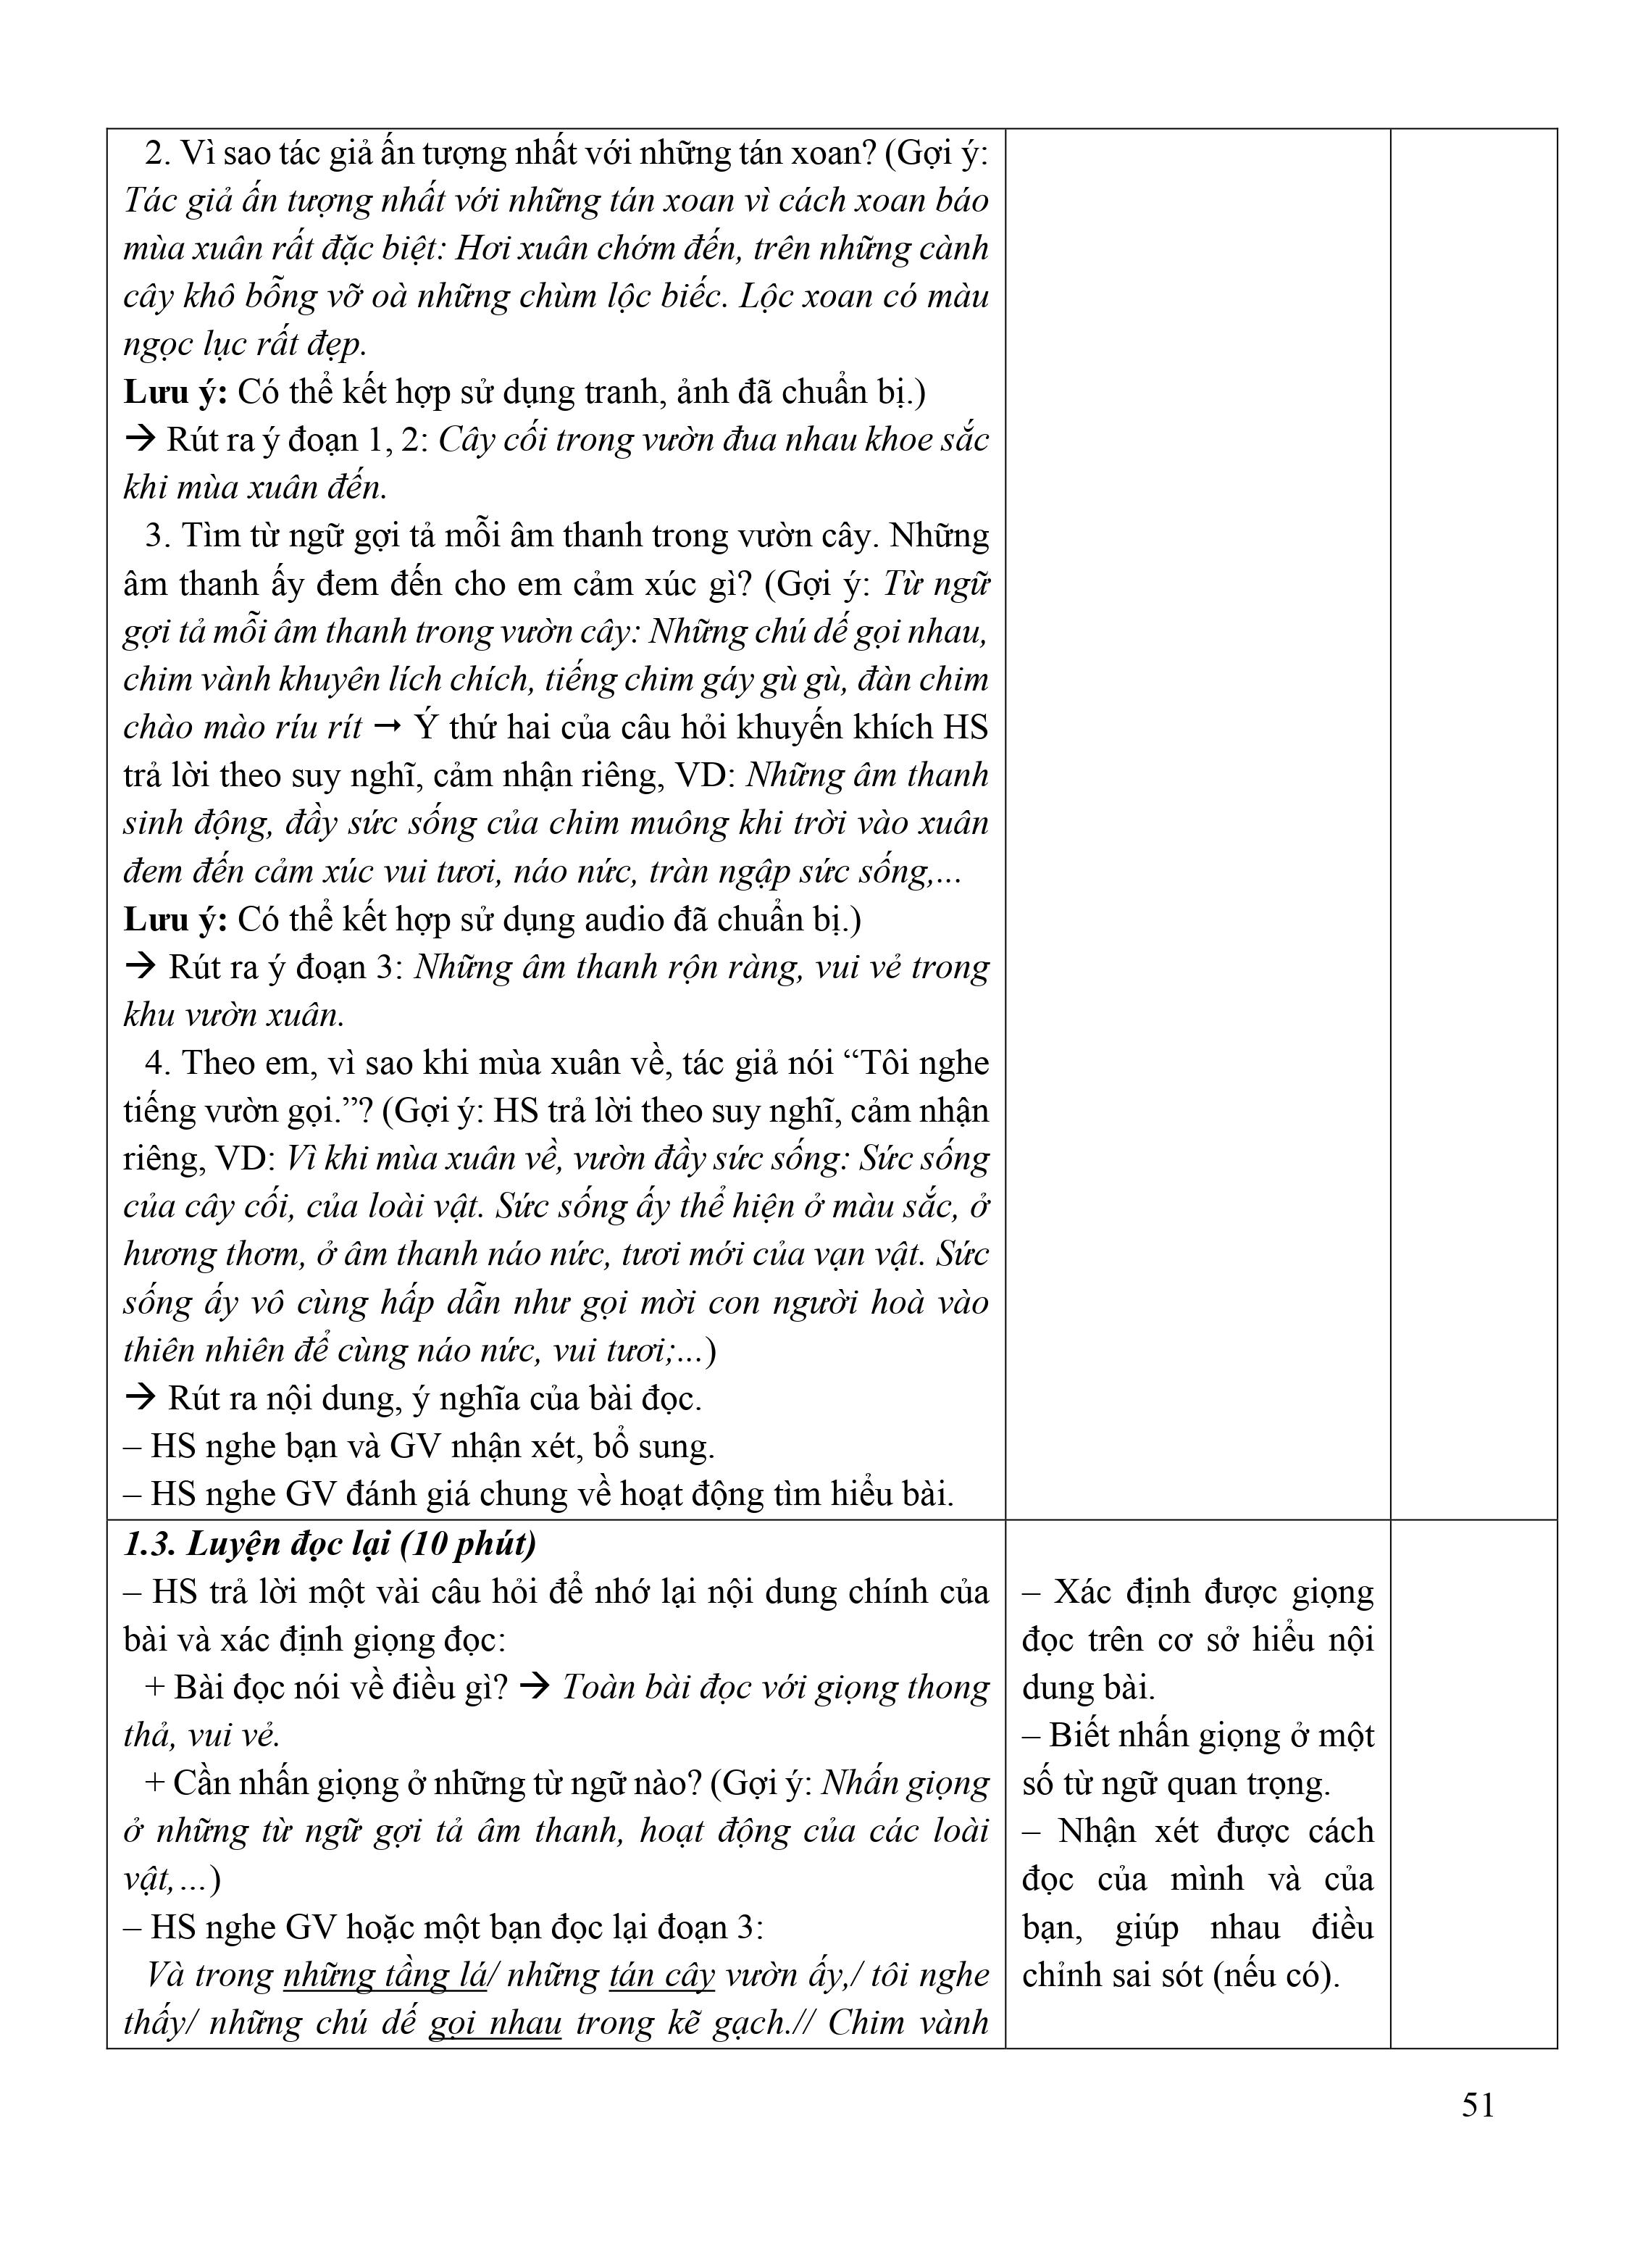 2. Vì sao tác giả ấn tượng nhất với những tán xoan? (Gợi ý:
Tác giả ấn tượng nhất với những tán xoan vì cách xoan báo
mùa xuân rất đặc biệt: Hơi xuân chớm đến, trên những cành
cây khô bỗng vỡ oà những chùm lộc biếc. Lộc xoan có màu
ngọc lục rất đẹp.
Lưu ý: Có thể kết hợp sử dụng tranh, ảnh đã chuẩn bị.)
→ Rút ra ý đoạn 1, 2: Cây cối trong vườn đua nhau khoe sắc
khi mùa xuân đến.
3. Tìm từ ngữ gợi tả mỗi âm thanh trong vườn cây. Những
âm thanh ấy đem đến cho em cảm xúc gì? (Gợi ý: Từ ngữ
gợi tả mỗi âm thanh trong vườn cây: Những chú dế gọi nhau,
chim vành khuyên lích chích, tiếng chim gáy gù gù, đàn chim
chào mào ríu rít → Ý thứ hai của câu hỏi khuyến khích HS
trả lời theo suy nghĩ, cảm nhận riêng, VD: Những âm thanh
sinh động, đầy sức sống của chim muông khi trời vào xuân
đem đến cảm xúc vui tươi, náo nức, tràn ngập sức sống,...
Lưu ý: Có thể kết hợp sử dụng audio đã chuẩn bị.)
→ Rút ra ý đoạn 3: Những âm thanh rộn ràng, vui vẻ trong
khu vườn xuân.
4. Theo em, vì sao khi mùa xuân về, tác giả nói “Tôi nghe
tiếng vườn gọi.”? (Gợi ý: HS trả lời theo suy nghĩ, cảm nhận
riêng, VD: Vì khi mùa xuân về, vườn đầy sức sống: Sức sống
của cây cối, của loài vật. Sức sống ấy thể hiện ở màu sắc, ở
hương thơm, ở âm thanh náo nức, tươi mới của vạn vật. Sức
sống ấy vô cùng hấp dẫn như gọi mời con người hoà vào
thiên nhiên để cùng náo nức, vui tươi;...)
→ Rút ra nội dung, ý nghĩa của bài đọc.
– HS nghe bạn và GV nhận xét, bổ sung.
– HS nghe GV đánh giá chung về hoạt động tìm hiểu bài.
1.3. Luyện đọc lại (10 phút)
– HS trả lời một vài câu hỏi để nhớ lại nội dung chính của
bài và xác định giọng đọc:
+ Bài đọc nói về điều gì? → Toàn bài đọc với giọng thong
thả, vui vẻ.
+ Cần nhấn giọng ở những từ ngữ nào? (Gợi ý: Nhấn giọng
ở những từ ngữ gợi tả âm thanh, hoạt động của các loài
vật,…)
– HS nghe GV hoặc một bạn đọc lại đoạn 3:
Và trong những tầng lá/ những tán cây vườn ấy,/ tôi nghe
thấy/ những chú dế gọi nhau trong kẽ gạch.// Chim vành
– Xác định được giọng
đọc trên cơ sở hiểu nội
dung bài.
– Biết nhấn giọng ở một
số từ ngữ quan trọng.
– Nhận xét được cách
đọc của mình và của
bạn, giúp nhau điều
chỉnh sai sót (nếu có).
51